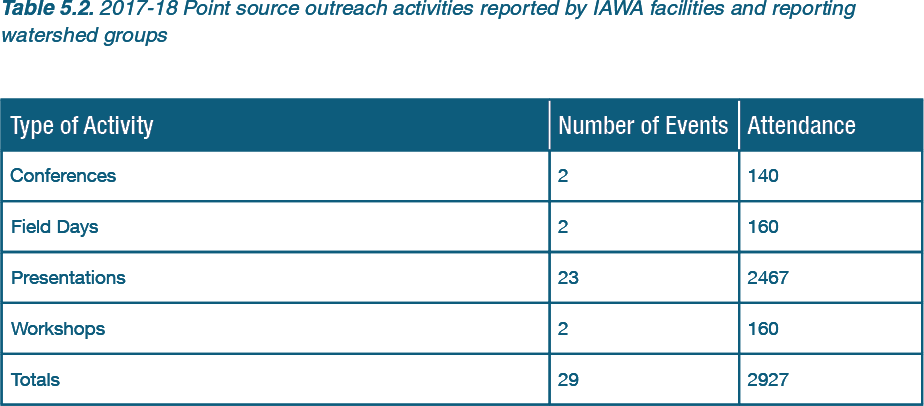 Table 5.2. 2017-18 Point source outreach activities reported by IAWA facilities and reporting
watershed groups
Type of Activity Number of Events Attendance
Conferences 2 140
Field Days 2 160
Presentations 23 2467
Workshops 2 160
Totals 29 2927